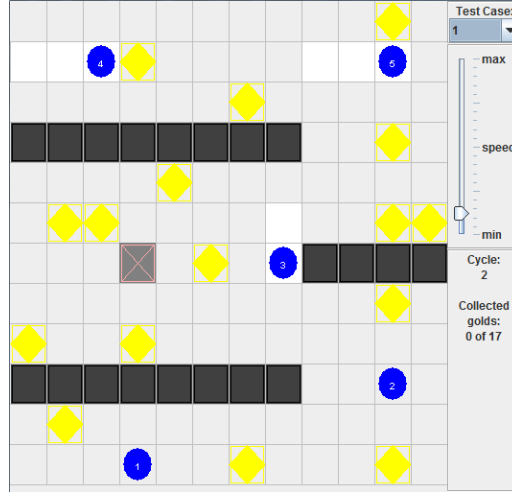 Test Case:
1
4
5
max
speed
min
3
Cycle:
2
Collected
golds:
0 of 17
2
1